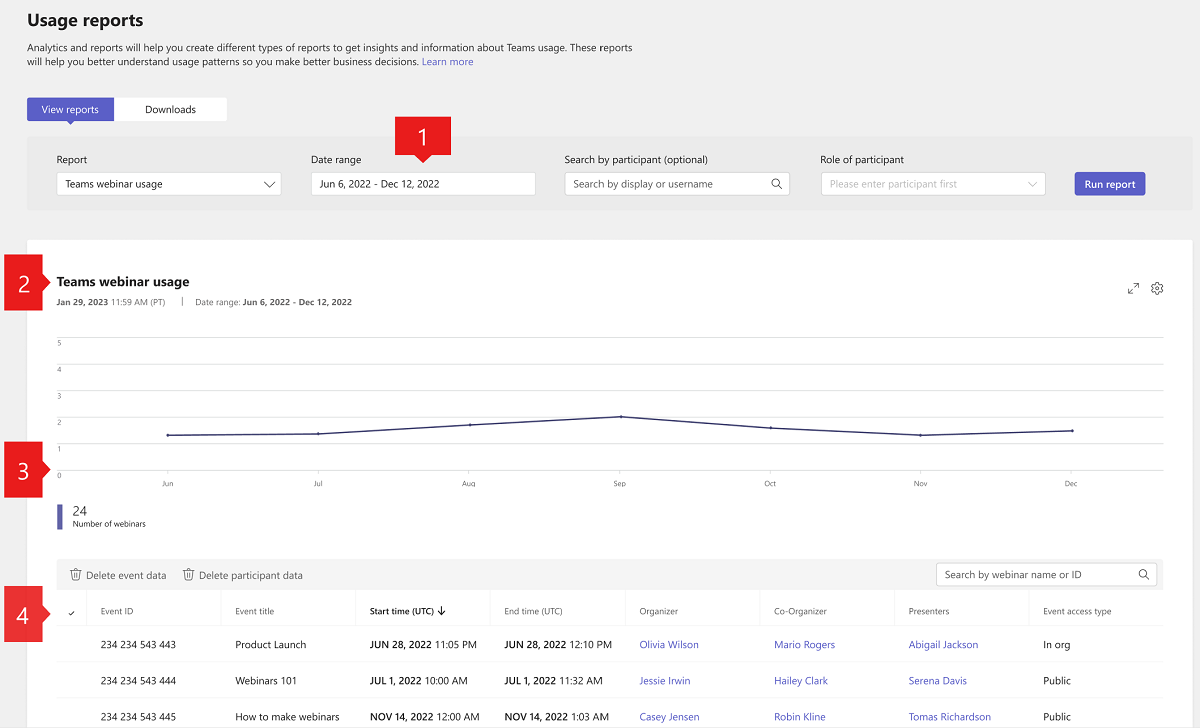 Usage reports
Analytics and reports will help you create different types of reports to get insights and information about Teams usage. These reports
will help you better understand usage patterns so you make better business decisions. Learn more
View reports Downloads
1
Report Date range Search by participant (optional) Role of participant
Teams webinar usage Jun 6, 2022 - Dec 12, 2022 Search by display or username Please enter participant first Run report
2
Teams webinar usage
Jan 29, 2023 11:59 AM (PT) | Date range: Jun 6, 2022 - Dec 12, 2022
5
4
3
2
1
3
0
Jun Jul Aug Sep Oct Nov Dec
24
Number of webinars
Delete event data Delete participant data Search by webinar name or ID
4
Event ID Event title Start time (UTC) End time (UTC) Organizer Co-Organizer Presenters Event access type
234 234 543 443 Product Launch JUN 28, 2022 11:05 PM JUN 28, 2022 12:10 PM Olivia Wilson Mario Rogers Abigail Jackson In org
234 234 543 444 Webinars 101 JUL 1, 2022 10:00 AM JUL 1, 2022 11:32 AM Jessie Irwin Hailey Clark Serena Davis Public
234 234 543 445 How to make webinars NOV 14, 2022 12:00 AM NOV 14, 2022 1:03 AM Casey Jensen Robin Kline Tomas Richardson Public